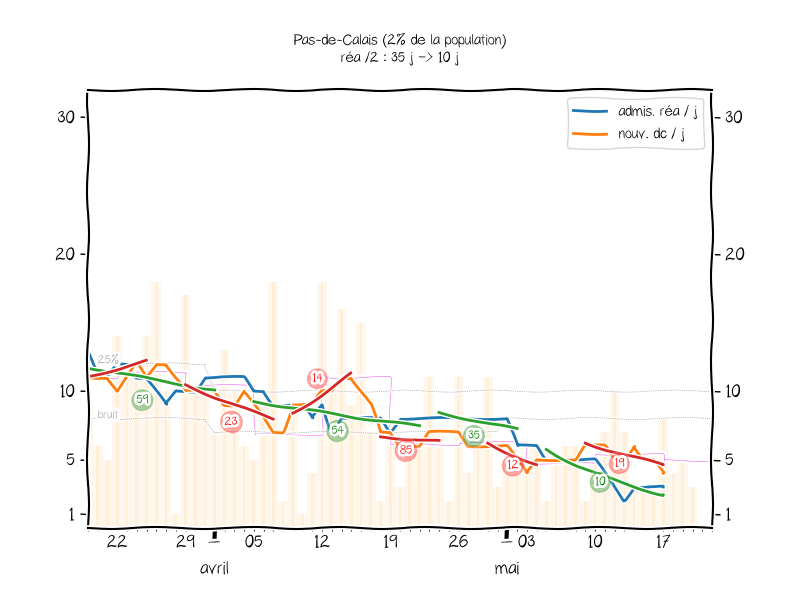 Pas-de-Calais (2% de la population)
réa /2 : 35 j -> 10 j
admis. réa / j
nouv. dc / j
30 30
20 20
10 10
5 5
1 1
25%
bruit
59
23
14
54
85
35
12
10
19
22 29 05 12 19 26 03 10 17
avril mai